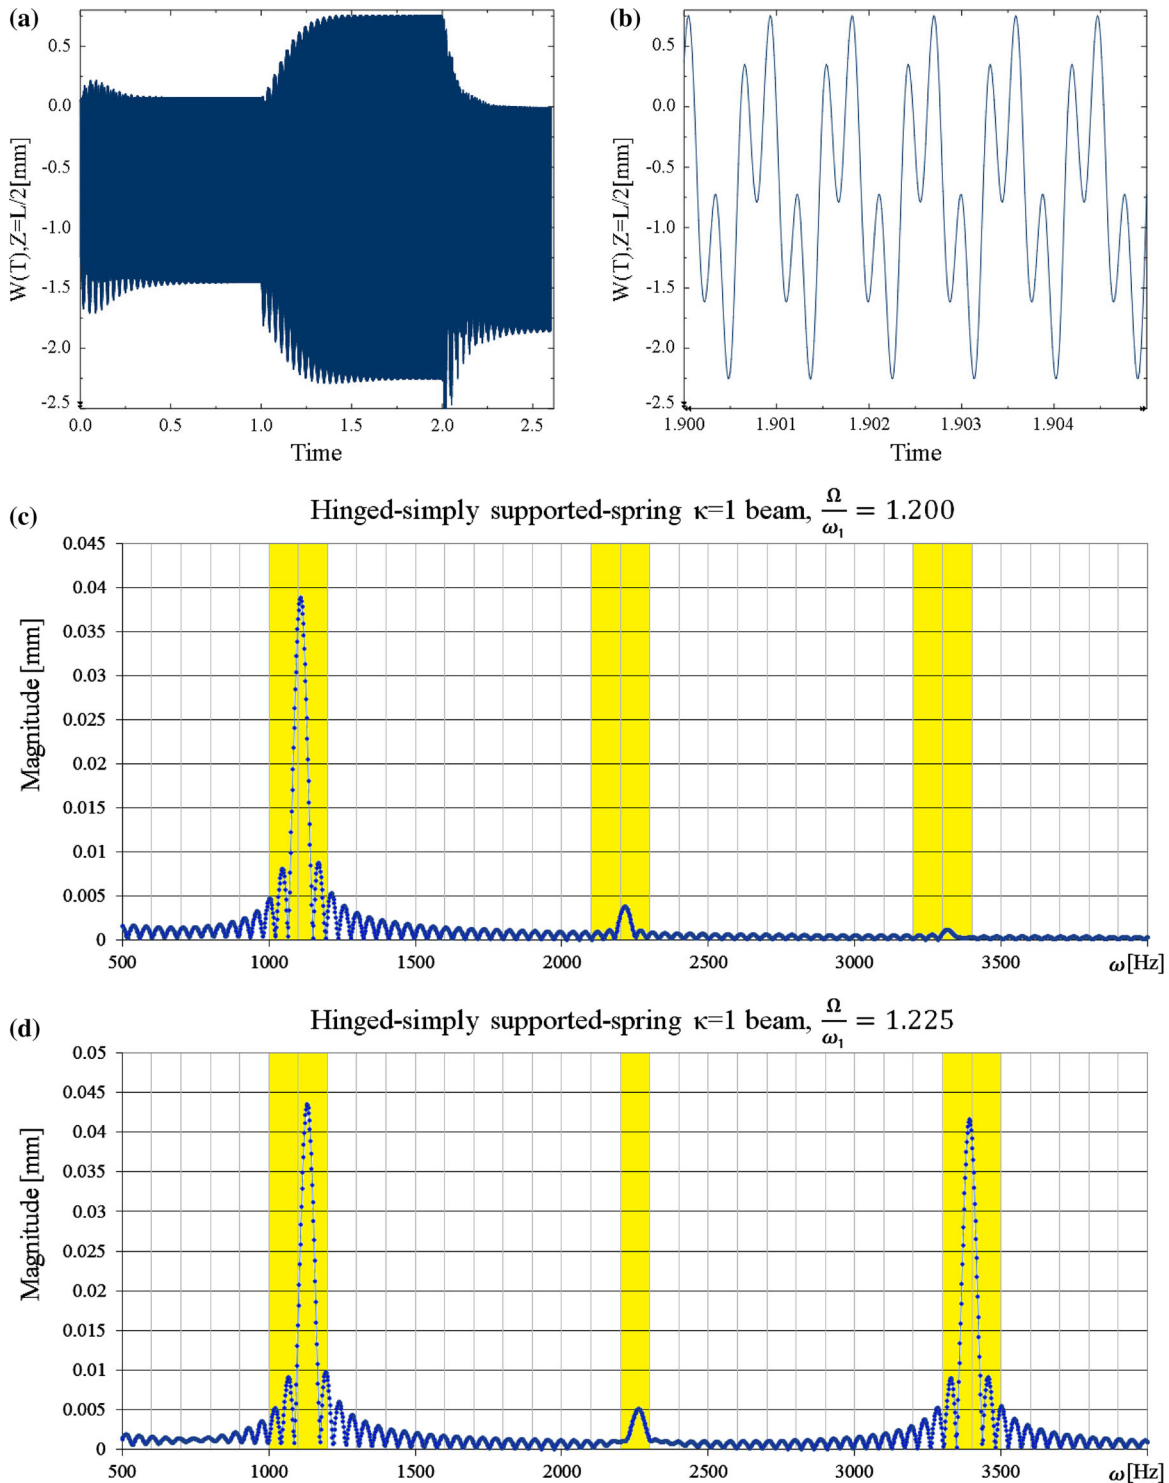 (a)
W(T),Z=L/2[mm]
0.5
0.0
-0.5
-1.0
-1.5
-2.0
-2.5
0.0 0.5 1.0 1.5 2.0 2.5
Time
(b)
W(T),Z=L/2[mm]
0.5
0.0
-0.5
-1.0
-1.5
-2.0
-2.5
1.900 1.901 1.902 1.903 1.904
Time
(c)
Hinged-simply supported-spring κ=1 beam, Ω/ω₁ = 1.200
Magnitude [mm]
0.045
0.04
0.035
0.03
0.025
0.02
0.015
0.01
0.005
0
500 1000 1500 2000 2500 3000 3500 ω[Hz]
(d)
Hinged-simply supported-spring κ=1 beam, Ω/ω₁ = 1.225
Magnitude [mm]
0.05
0.045
0.04
0.035
0.03
0.025
0.02
0.015
0.01
0.005
0
500 1000 1500 2000 2500 3000 3500 ω[Hz]